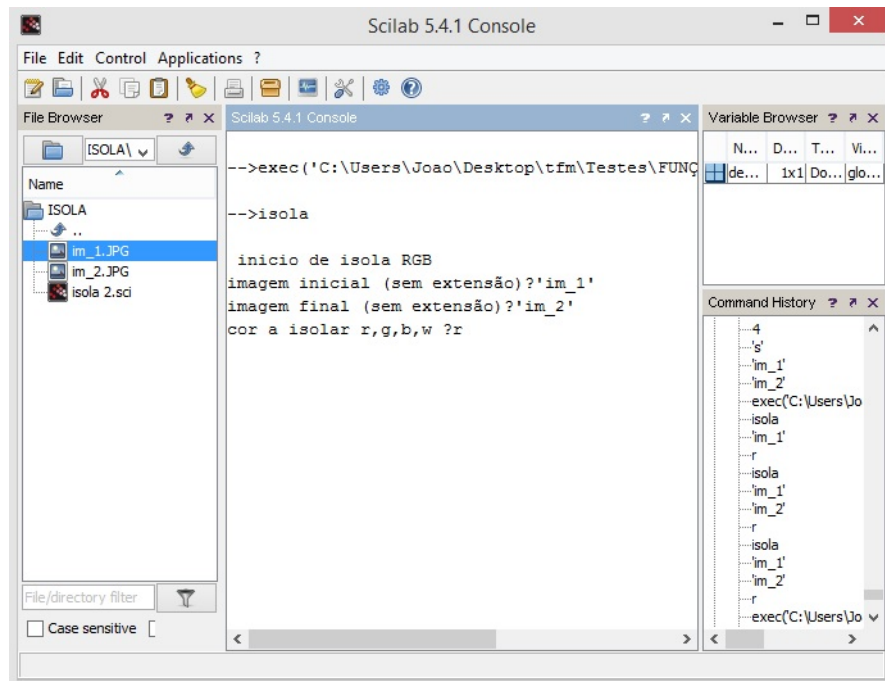 Scilab 5.4.1 Console
File Edit Control Applications ?
File Browser ? X
ISOLA\
Name
ISOLA
..
im_1.JPG
im_2.JPG
isola 2.sci
File/directory filter
Case sensitive
Scilab 5.4.1 Console ? X
-->exec('C:\Users\Joao\Desktop\tfm\Testes\FUNÇ
-->isola
inicio de isola RGB
imagem inicial (sem extensão)?'im_1'
imagem final (sem extensão)?'im_2'
cor a isolar r,g,b,w ?r
Variable Browser ? X
N... D... T... Vi...
de... 1x1 Do... glo...
Command History ? X
4
's'
'im_1'
'im_2'
exec('C:\Users\Jo
isola
'im_1'
r
isola
'im_1'
'im_2'
r
isola
'im_1'
'im_2'
r
exec('C:\Users\Jo